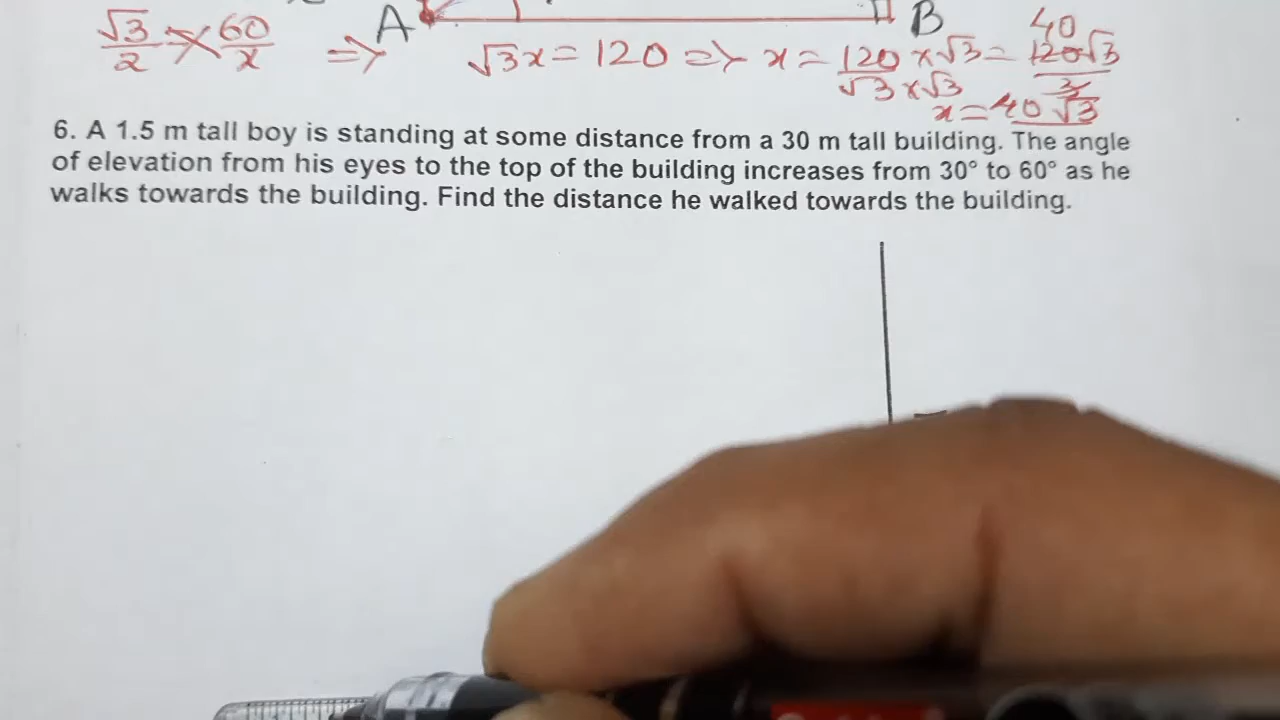 √3/2 = 60/x => A B
√3x = 120 => x = 120 × √3 / √3 × √3 = 40 120√3 / 3
x = 40√3
6. A 1.5 m tall boy is standing at some distance from a 30 m tall building. The angle
of elevation from his eyes to the top of the building increases from 30° to 60° as he
walks towards the building. Find the distance he walked towards the building.